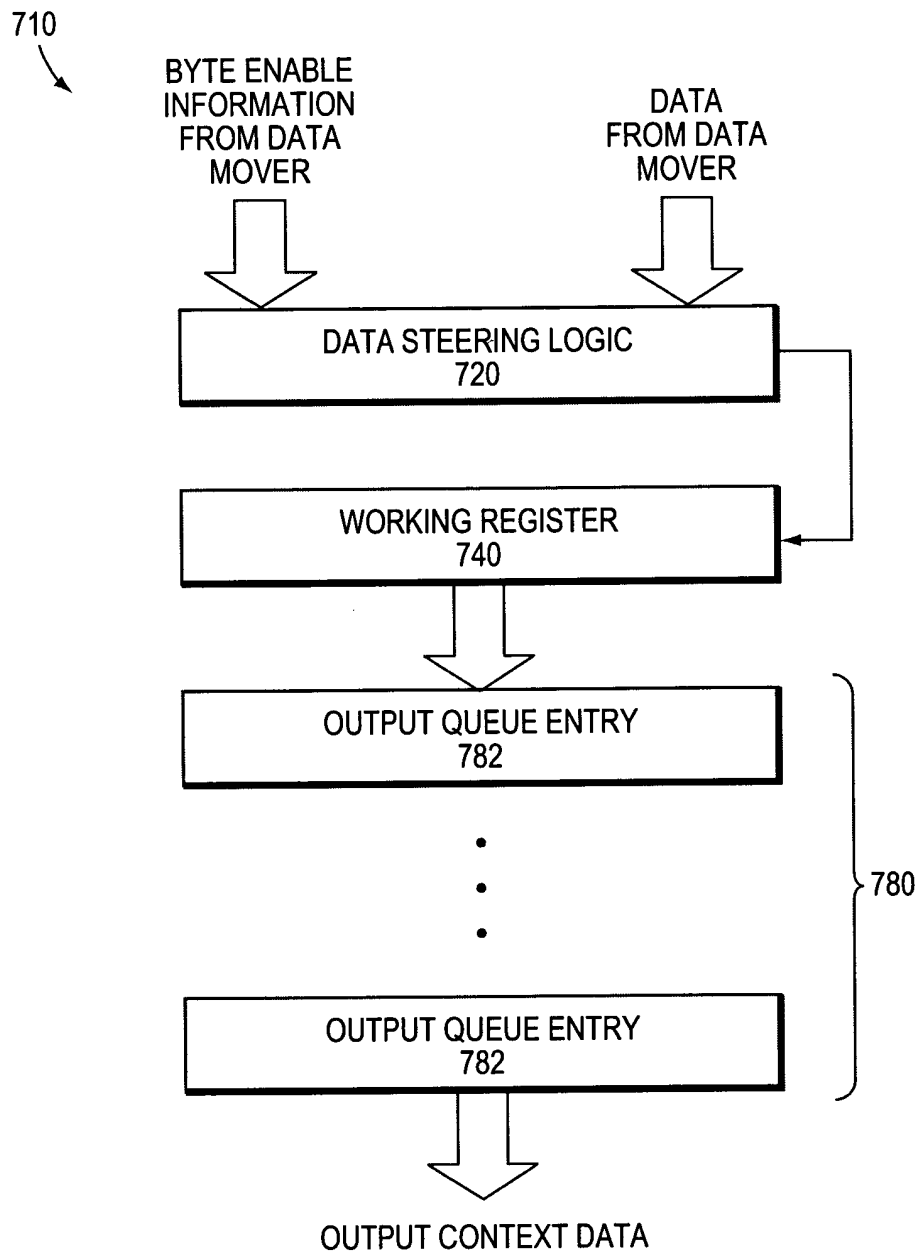 710
BYTE ENABLE
INFORMATION
FROM DATA
MOVER
DATA
FROM DATA
MOVER
DATA STEERING LOGIC
720
WORKING REGISTER
740
OUTPUT QUEUE ENTRY
782
780
OUTPUT QUEUE ENTRY
782
OUTPUT CONTEXT DATA